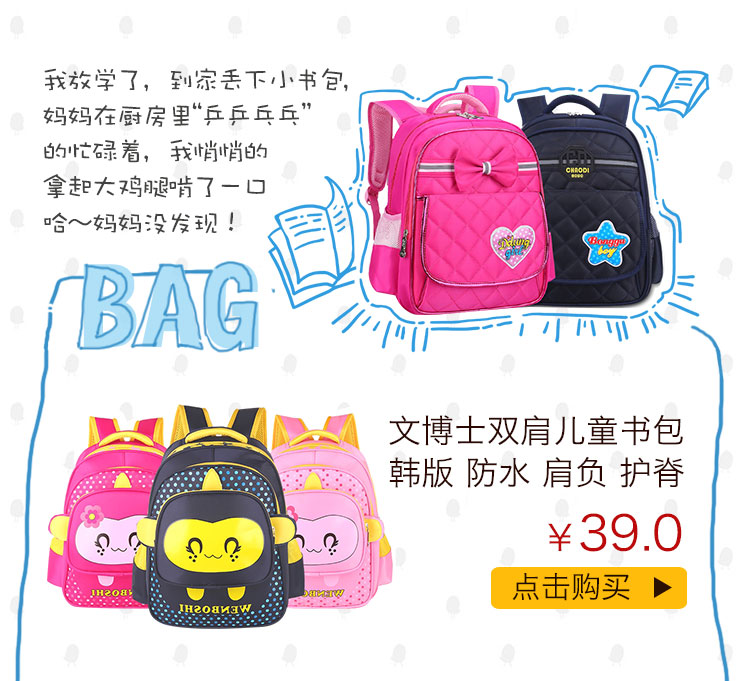 我放学了，到家丢下小书包，
妈妈在厨房里“乒乒乓乓”
的忙碌着，我悄悄的
拿起大鸡腿啃了一口
哈～妈妈没发现！
CHAODI
BAG
boy
文博士双肩儿童书包
韩版 防水 肩负 护脊
¥39.0
点击购买
WENBOSHI